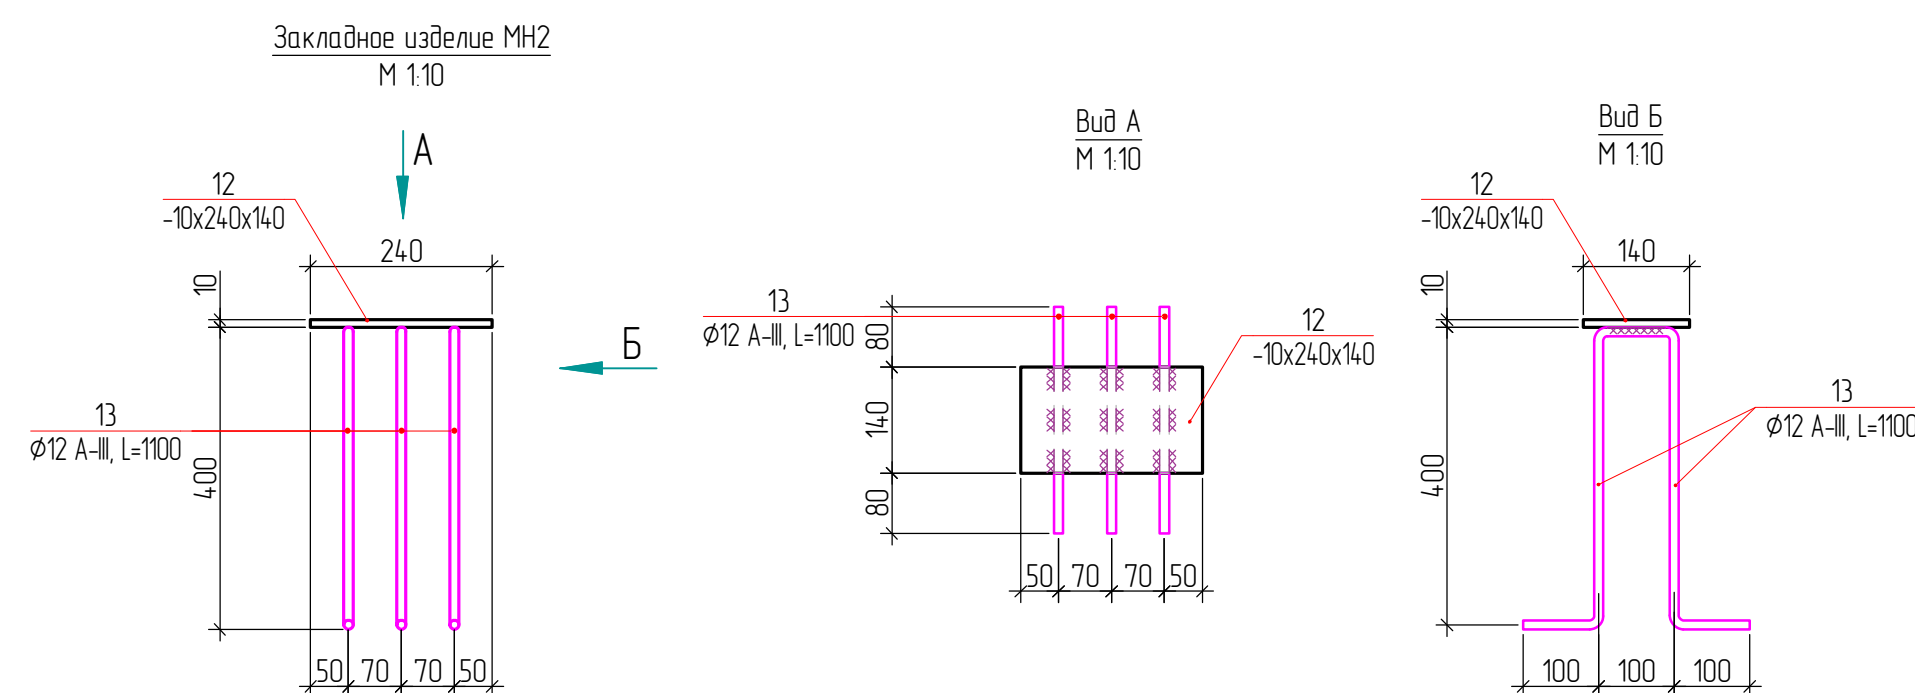 Закладное изделие МН2
М 1:10
А
12
-10х240х140
240
10
Б
13
Ø12 А-III, L=1100
400
50 70 70 50
Вид А
М 1:10
13
Ø12 А-III, L=1100
80
12
-10х240х140
140
80
50 70 70 50
Вид Б
М 1:10
12
-10х240х140
140
10
13
Ø12 А-III, L=1100
400
100 100 100